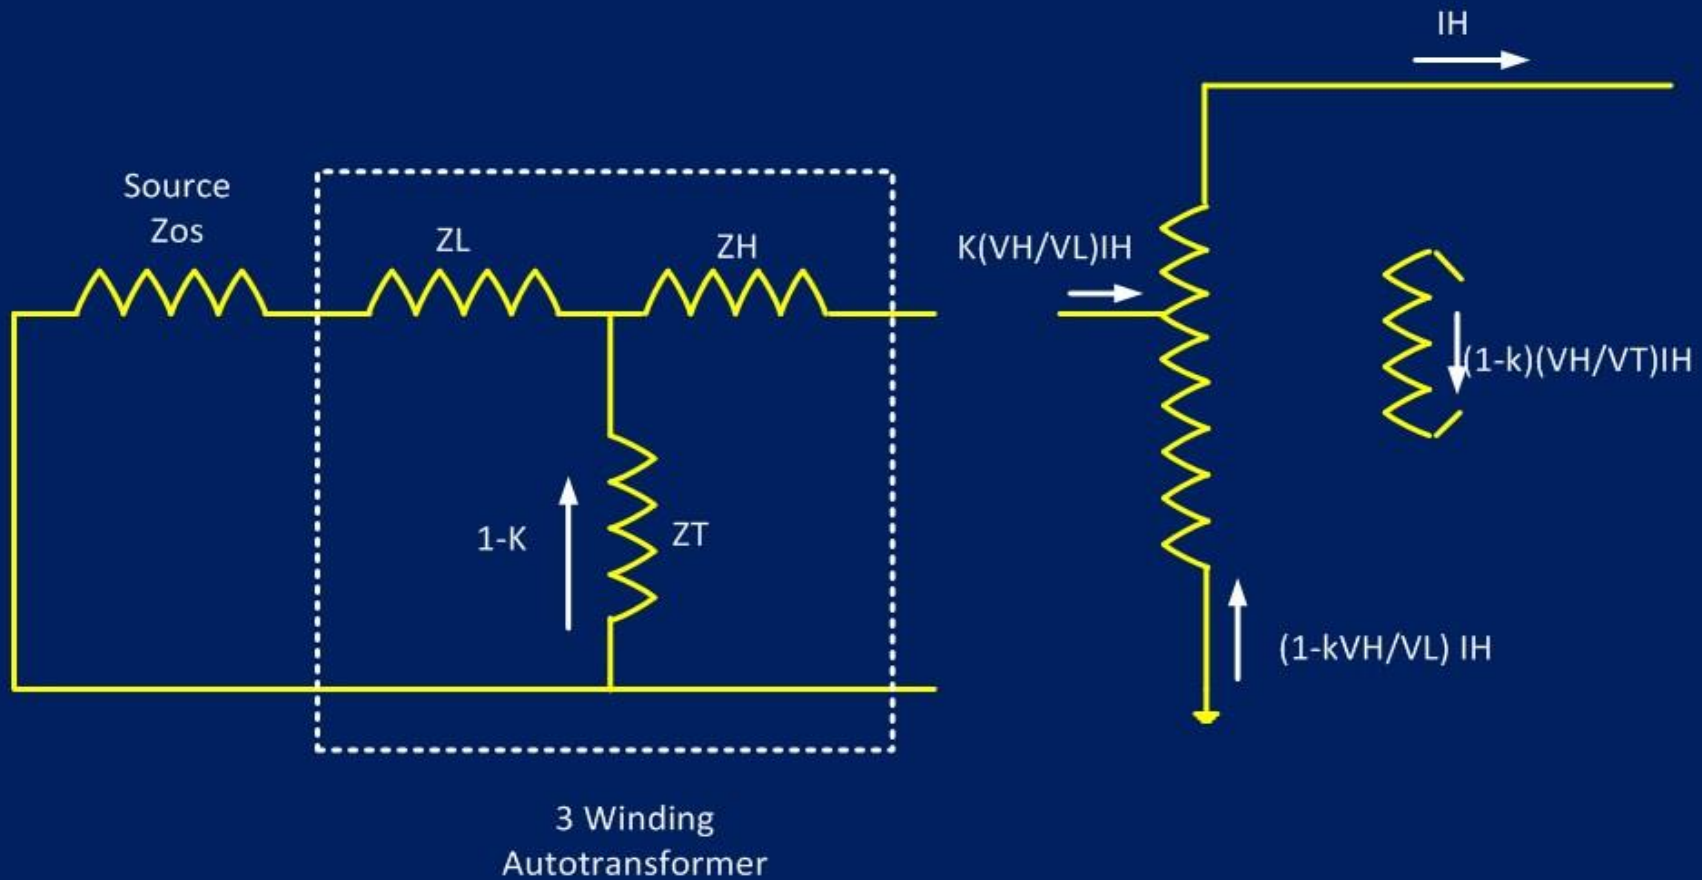 IH
Source
Zos
ZL
ZH
K(VH/VL)IH
(1-k)(VH/VT)IH
1-K
ZT
(1-kVH/VL) IH
3 Winding
Autotransformer